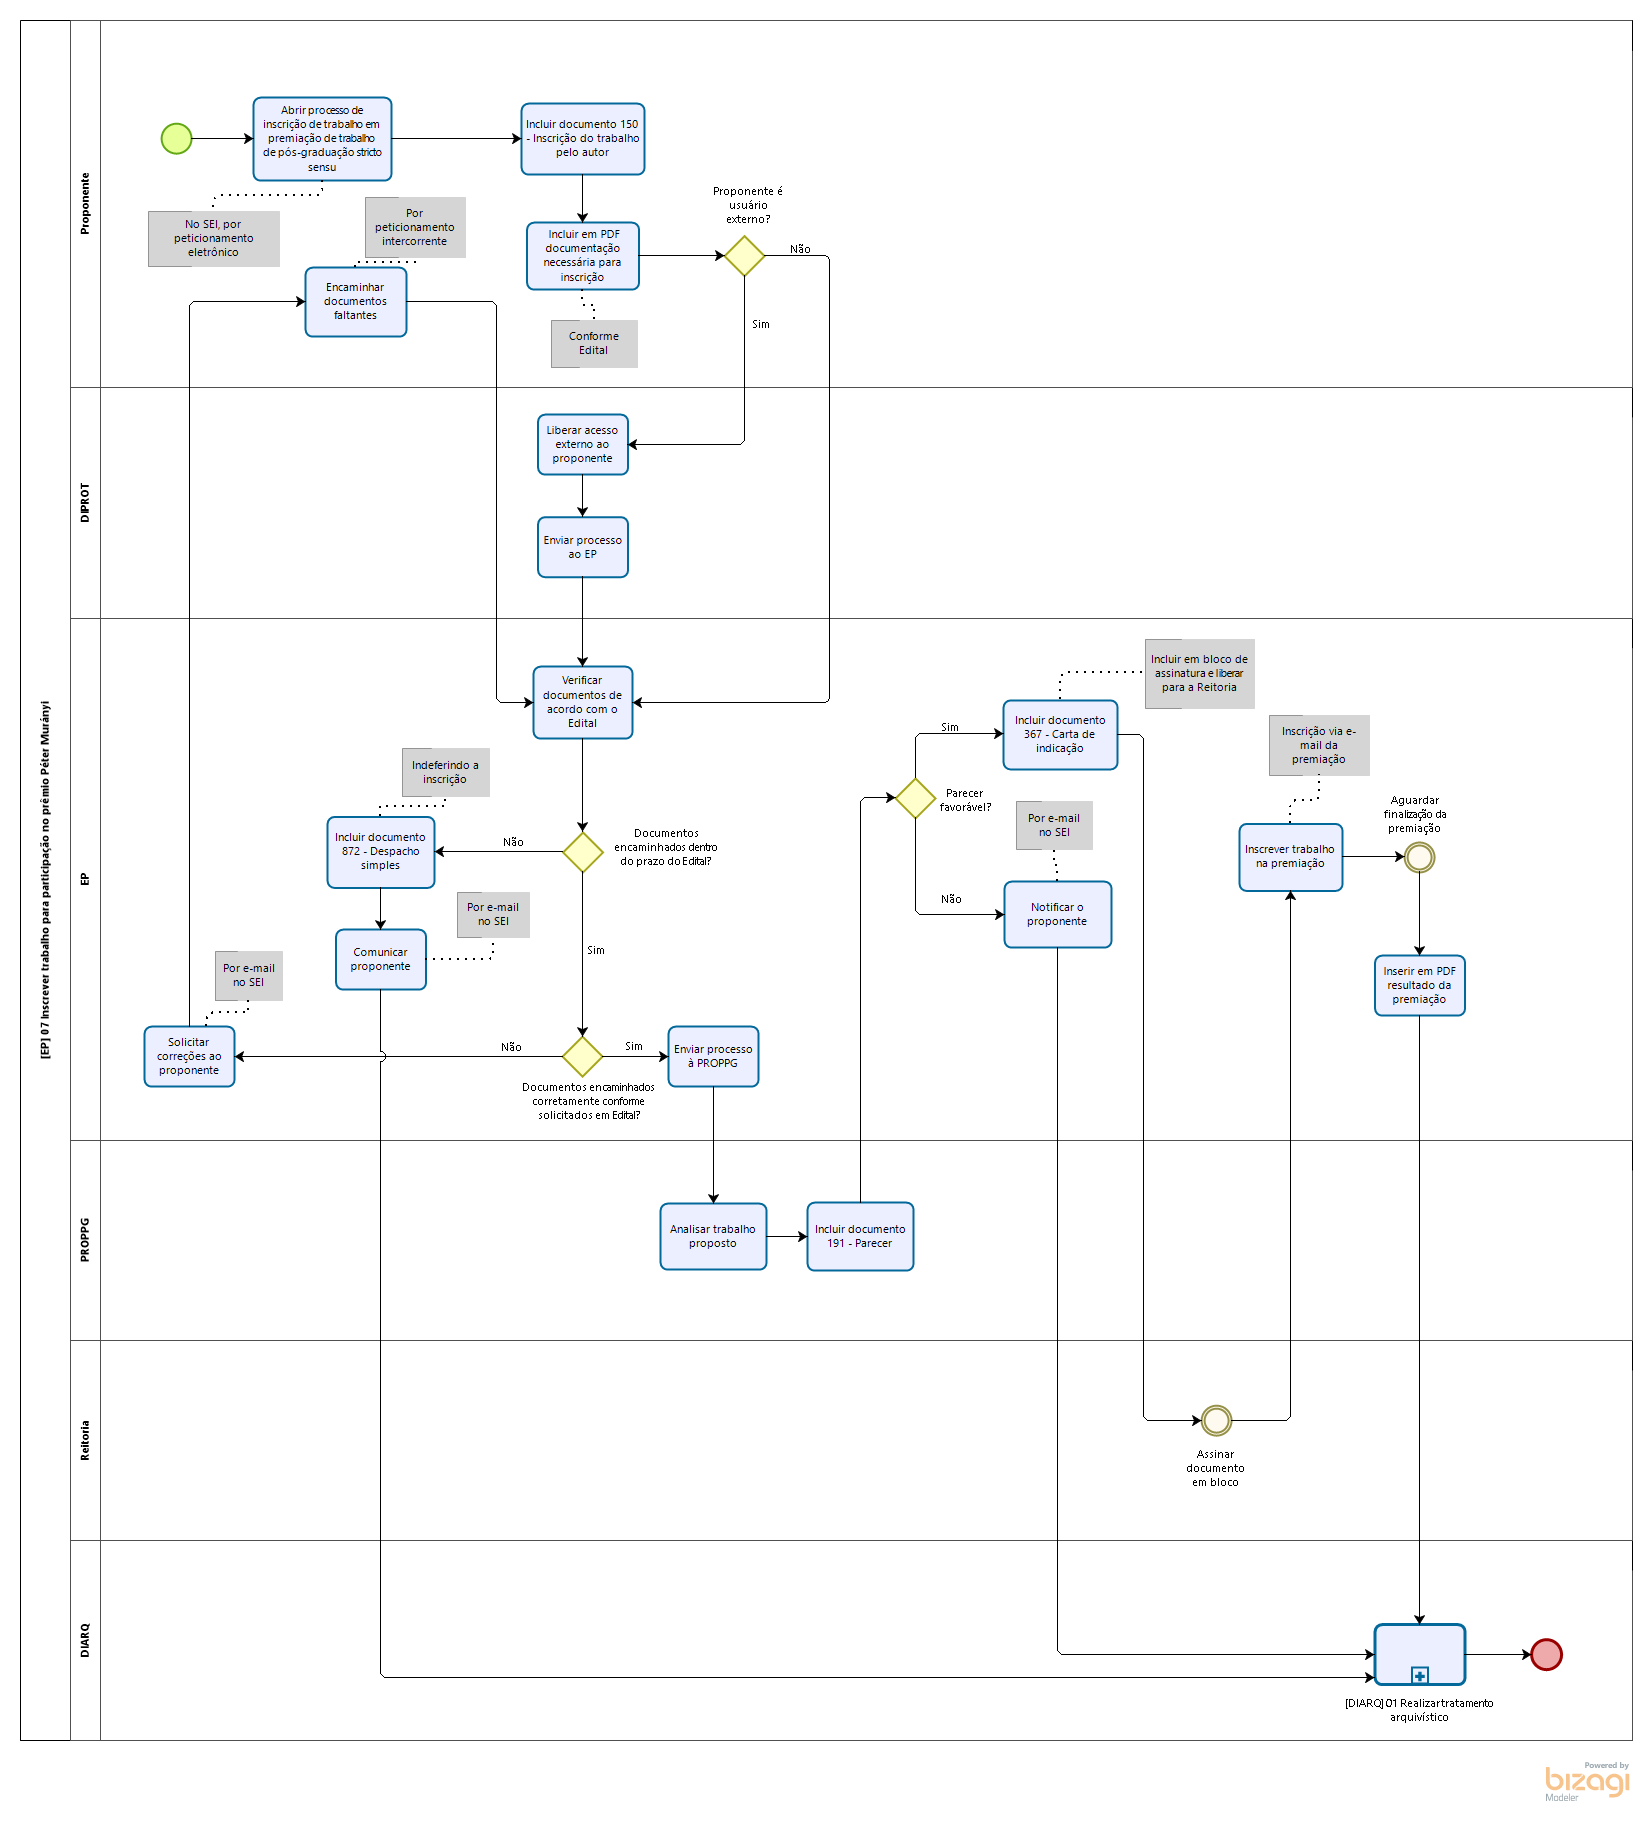 [EP] 07 Inscrever trabalho para participação no prêmio Péter Murányi
Proponente
Abrir processo de
inscrição de trabalho em
premiação de trabalho
de pós-graduação stricto
sensu
Incluir documento 150
- Inscrição do trabalho
pelo autor
No SEI, por
peticionamento
eletrônico
Por
peticionamento
intercorrente
Proponente é
usuário
externo?
Incluir em PDF
documentação
necessária para
inscrição
Não
Encaminhar
documentos
faltantes
Conforme
Edital
Sim
DIPROT
Liberar acesso
externo ao
proponente
Enviar processo
ao EP
EP
Verificar
documentos de
acordo com o
Edital
Indeferindo a
inscrição
Incluir documento
872 - Despacho
simples
Não
Documentos
encaminhados dentro
do prazo do Edital?
Por e-mail
no SEI
Comunicar
proponente
Sim
Por e-mail
no SEI
Solicitar
correções ao
proponente
Não
Sim
Enviar processo
à PROPPG
Documentos encaminhados
corretamente conforme
solicitados em Edital?
Incluir em bloco de
assinatura e liberar
para a Reitoria
Sim
Incluir documento
367 - Carta de
indicação
Parecer
favorável?
Por e-mail
no SEI
Não
Notificar o
proponente
Inscrição via e-
mail da
premiação
Inscrever trabalho
na premiação
Aguardar
finalização da
premiação
Inserir em PDF
resultado da
premiação
PROPPG
Analisar trabalho
proposto
Incluir documento
191 - Parecer
Reitoria
Assinar
documento
em bloco
DIARQ
[DIARQ] 01 Realizar tratamento
arquivístico
Powered by
bizagi
Modeler